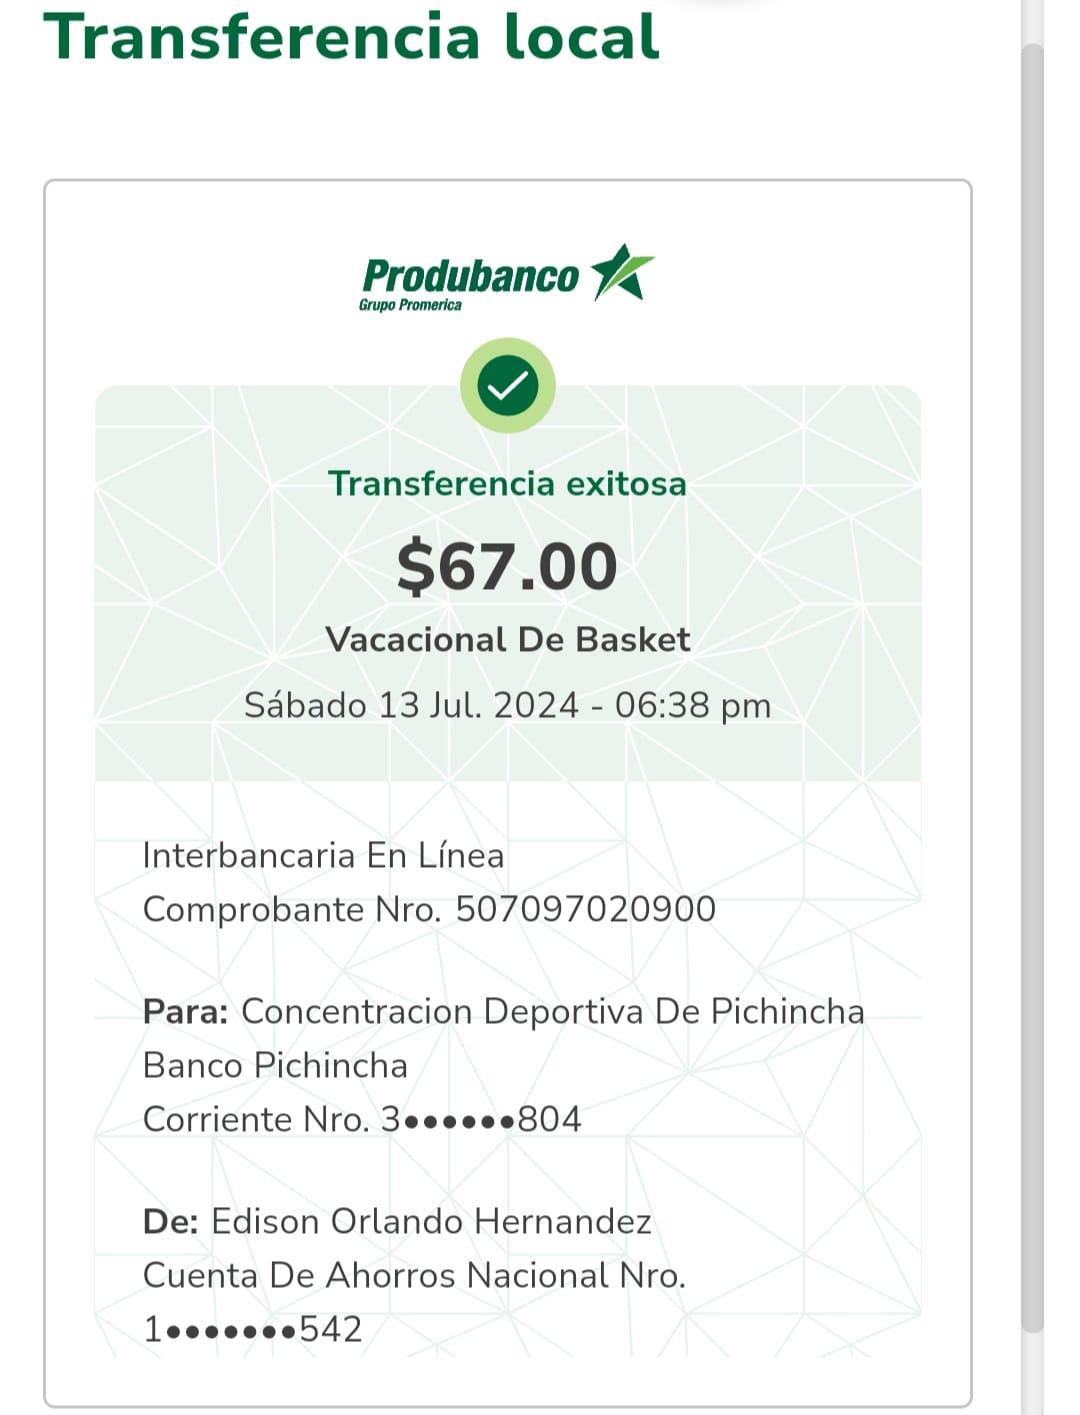 Transferencia local
Produbanco
Grupo Promerica
Transferencia exitosa
$67.00
Vacacional De Basket
Sábado 13 Jul. 2024 - 06:38 pm
Interbancaria En Línea
Comprobante Nro. 507097020900
Para: Concentracion Deportiva De Pichincha
Banco Pichincha
Corriente Nro. 3••••••804
De: Edison Orlando Hernandez
Cuenta De Ahorros Nacional Nro.
1•••••••542